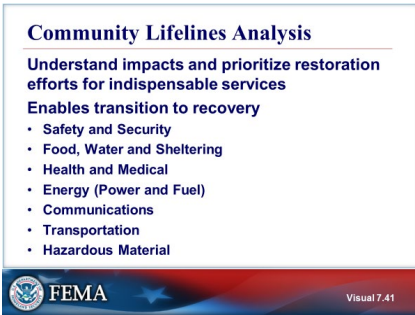 Community Lifelines Analysis
Understand impacts and prioritize restoration
efforts for indispensable services
Enables transition to recovery
• Safety and Security
• Food, Water and Sheltering
• Health and Medical
• Energy (Power and Fuel)
• Communications
• Transportation
• Hazardous Material
FEMA
Visual 7.41